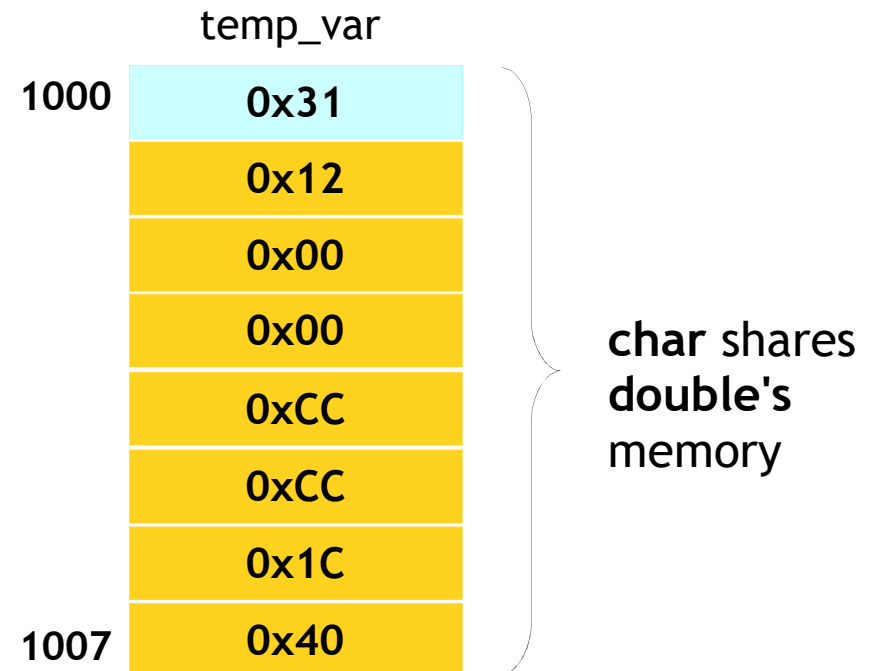 temp_var
1000
0x31
0x12
0x00
0x00
0xCC
0xCC
0x1C
1007
0x40
char shares
double's
memory